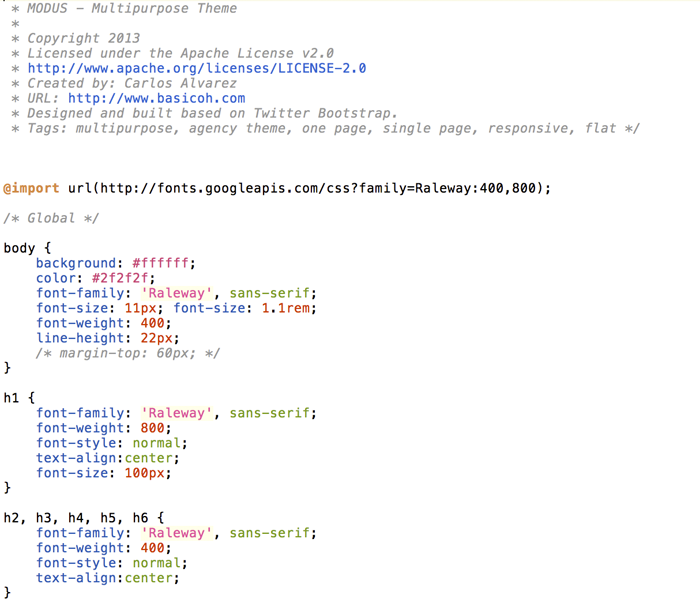 * MODUS - Multipurpose Theme
*
* Copyright 2013
* Licensed under the Apache License v2.0
* http://www.apache.org/licenses/LICENSE-2.0
* Created by: Carlos Alvarez
* URL: http://www.basicoh.com
* Designed and built based on Twitter Bootstrap.
* Tags: multipurpose, agency theme, one page, single page, responsive, flat */
@import url(http://fonts.googleapis.com/css?family=Raleway:400,800);
/* Global */
body {
    background: #ffffff;
    color: #2f2f2f;
    font-family: 'Raleway', sans-serif;
    font-size: 11px; font-size: 1.1rem;
    font-weight: 400;
    line-height: 22px;
    /* margin-top: 60px; */
}
h1 {
    font-family: 'Raleway', sans-serif;
    font-weight: 800;
    font-style: normal;
    text-align:center;
    font-size: 100px;
}
h2, h3, h4, h5, h6 {
    font-family: 'Raleway', sans-serif;
    font-weight: 400;
    font-style: normal;
    text-align:center;
}